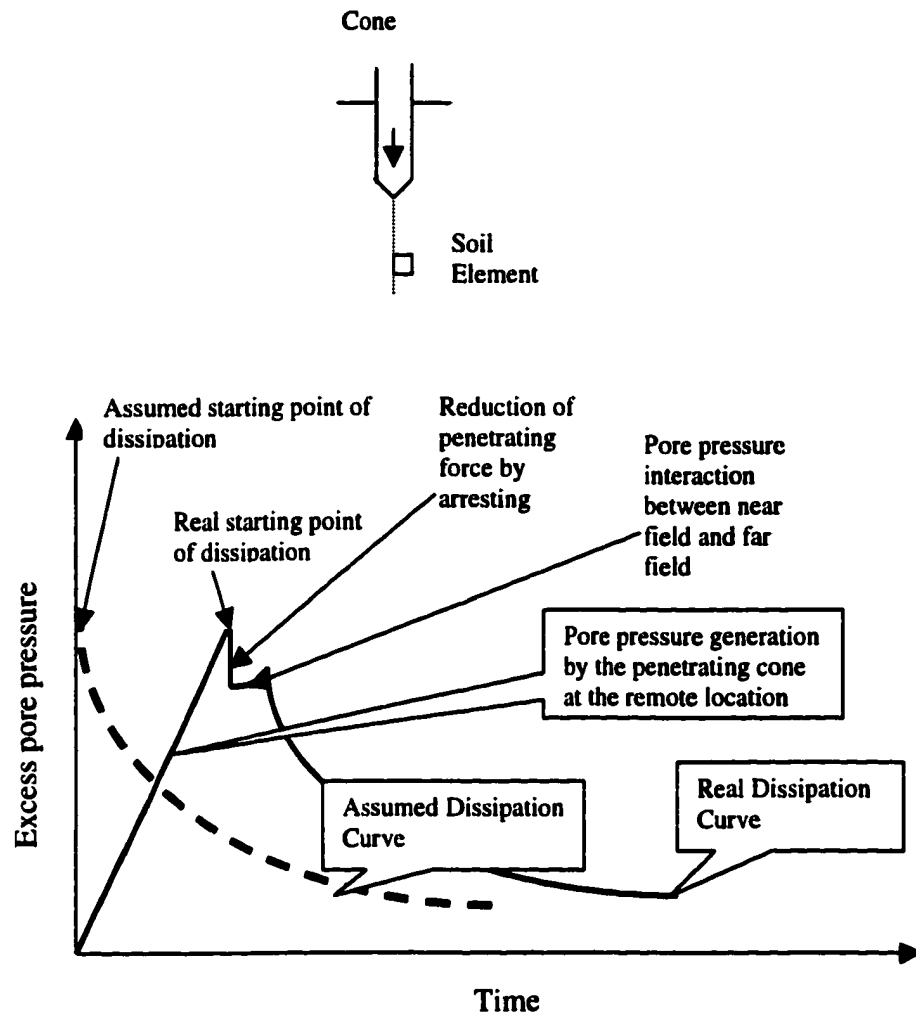 Cone
Soil
Element
Assumed starting point of
dissipation
Reduction of
penetrating
force by
arresting
Pore pressure
interaction
between near
field and far
field
Real starting point
of dissipation
Pore pressure generation
by the penetrating cone
at the remote location
Assumed Dissipation
Curve
Real Dissipation
Curve
Excess pore pressure
Time